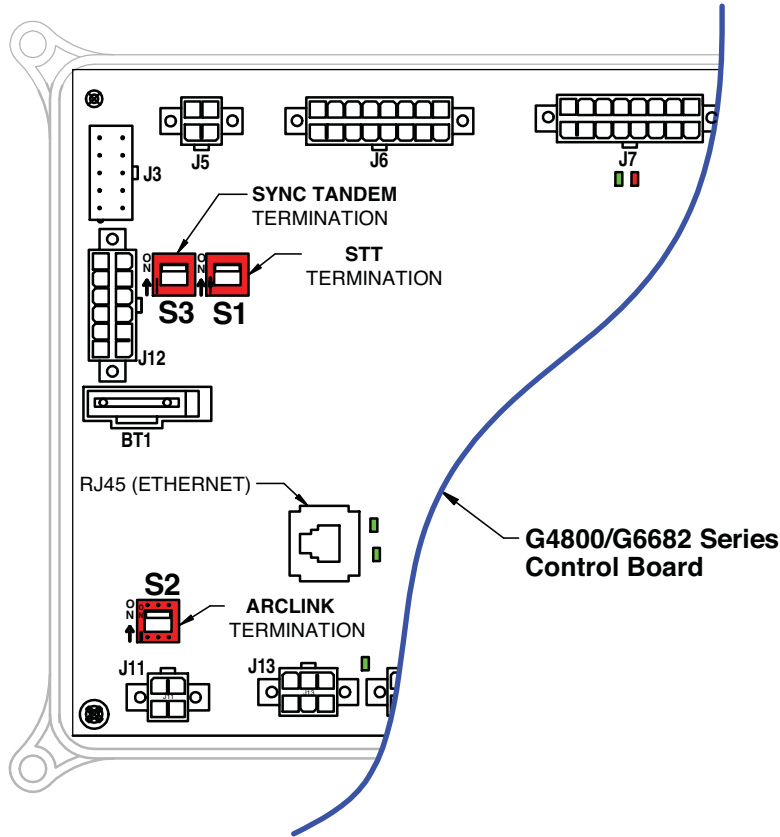 J5
J6
J7
J3
SYNC TANDEM
TERMINATION
STT
TERMINATION
ON
ON
S3
S1
J12
BT1
RJ45 (ETHERNET)
G4800/G6682 Series
Control Board
S2
ON
ARCLINK
TERMINATION
J11
J13
J11